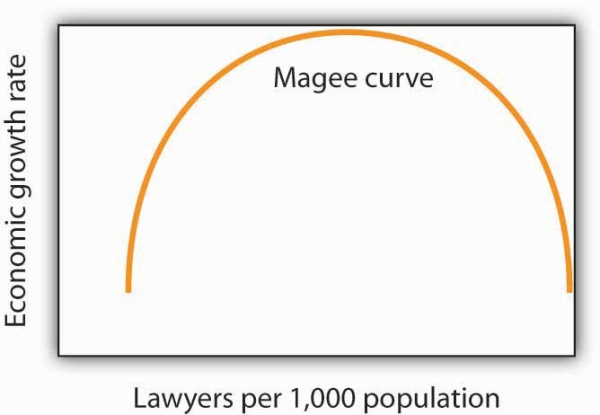 Economic growth rate
Magee curve
Lawyers per 1,000 population